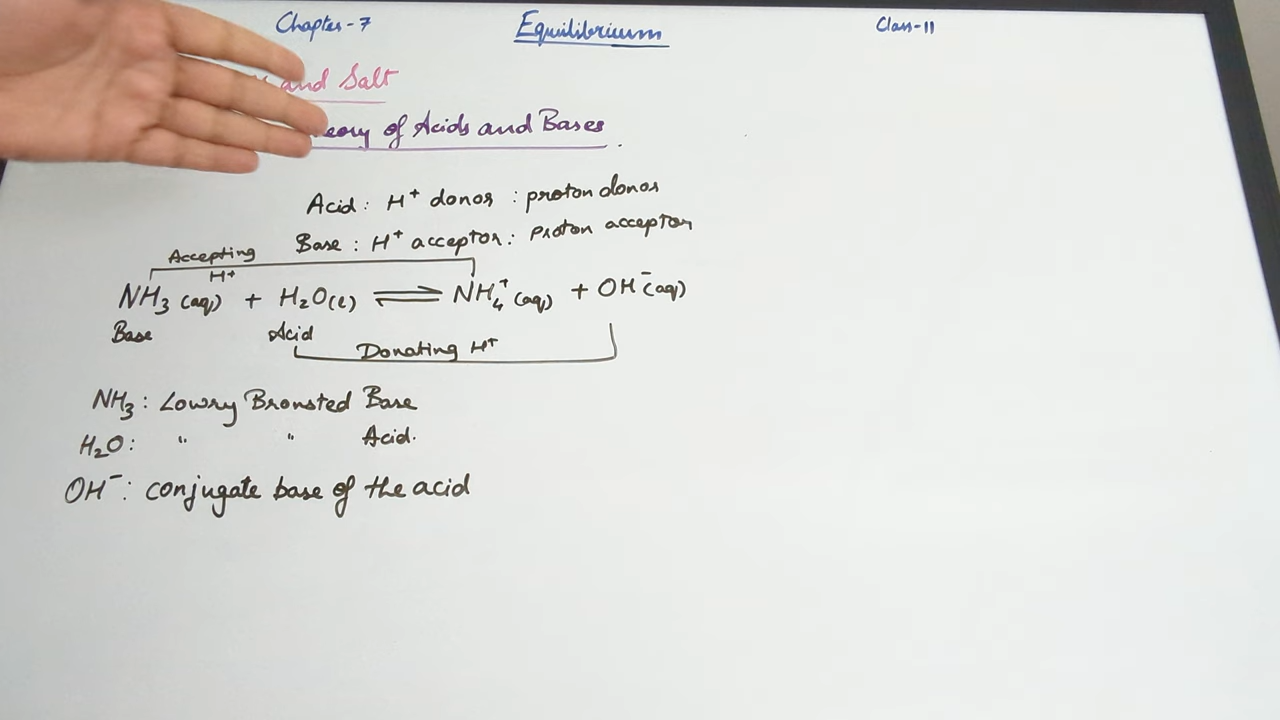 Chapter-7 Equilibrium Class-11
and Salt
of Acids and Bases
Acid : H⁺ donor : proton donor
Base : H⁺ acceptor : Proton acceptor
Accepting
H⁺
NH₃ (aq) + H₂O(l) ⇌ NH₄⁺ (aq) + OH⁻(aq)
Base Acid
Donating H⁺
NH₃ : Lowry Bronsted Base
H₂O : " " Acid.
OH⁻ : conjugate base of the acid